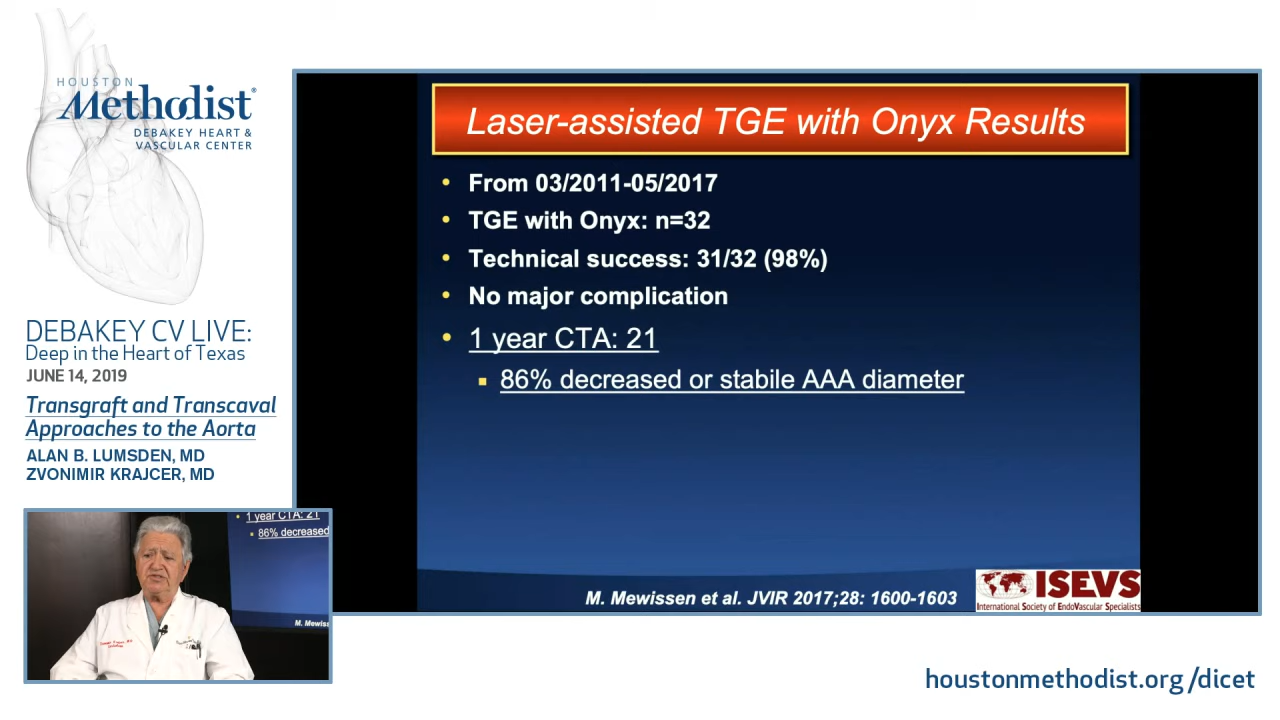 HOUSTON
Methodist®
DEBAKEY HEART &
VASCULAR CENTER
DEBAKEY CV LIVE:
Deep in the Heart of Texas
JUNE 14, 2019
Transgraft and Transcaval
Approaches to the Aorta
ALAN B. LUMSDEN, MD
ZVONIMIR KRAJCER, MD
Laser-assisted TGE with Onyx Results
• From 03/2011-05/2017
• TGE with Onyx: n=32
• Technical success: 31/32 (98%)
• No major complication
• 1 year CTA: 21
▪ 86% decreased or stabile AAA diameter
M. Mewissen et al. JVIR 2017;28: 1600-1603
ISEVS
International Society of EndoVascular Specialists
• 1 year CTA: 21
▪ 86% decreased
M. Mewiss
houstonmethodist.org/dicet